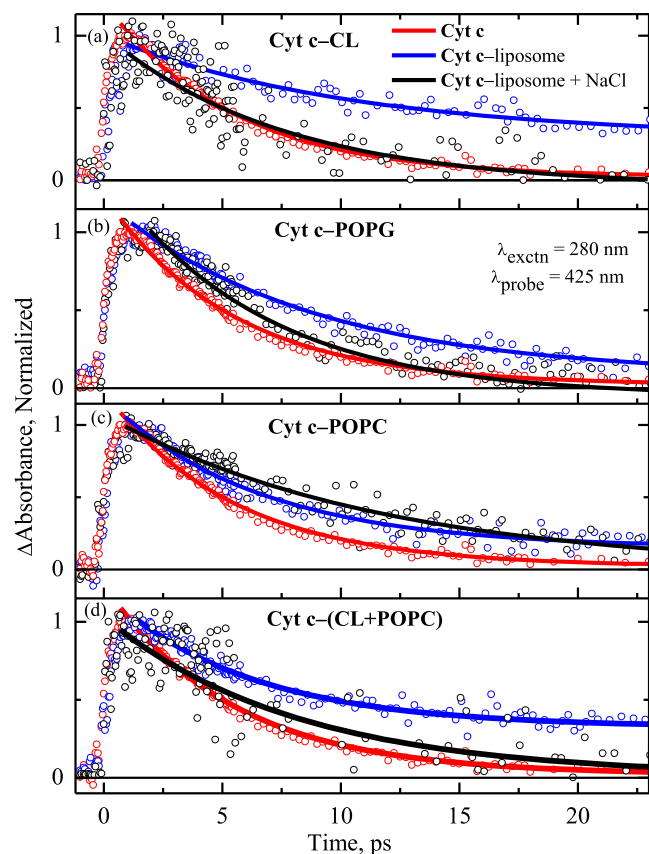 (a)
Cyt c–CL
Cyt c
Cyt c–liposome
Cyt c–liposome + NaCl
1
0
(b)
Cyt c–POPG
λexctn = 280 nm
λprobe = 425 nm
1
0
(c)
Cyt c–POPC
1
0
(d)
Cyt c–(CL+POPC)
1
0
ΔAbsorbance, Normalized
0 5 10 15 20
Time, ps